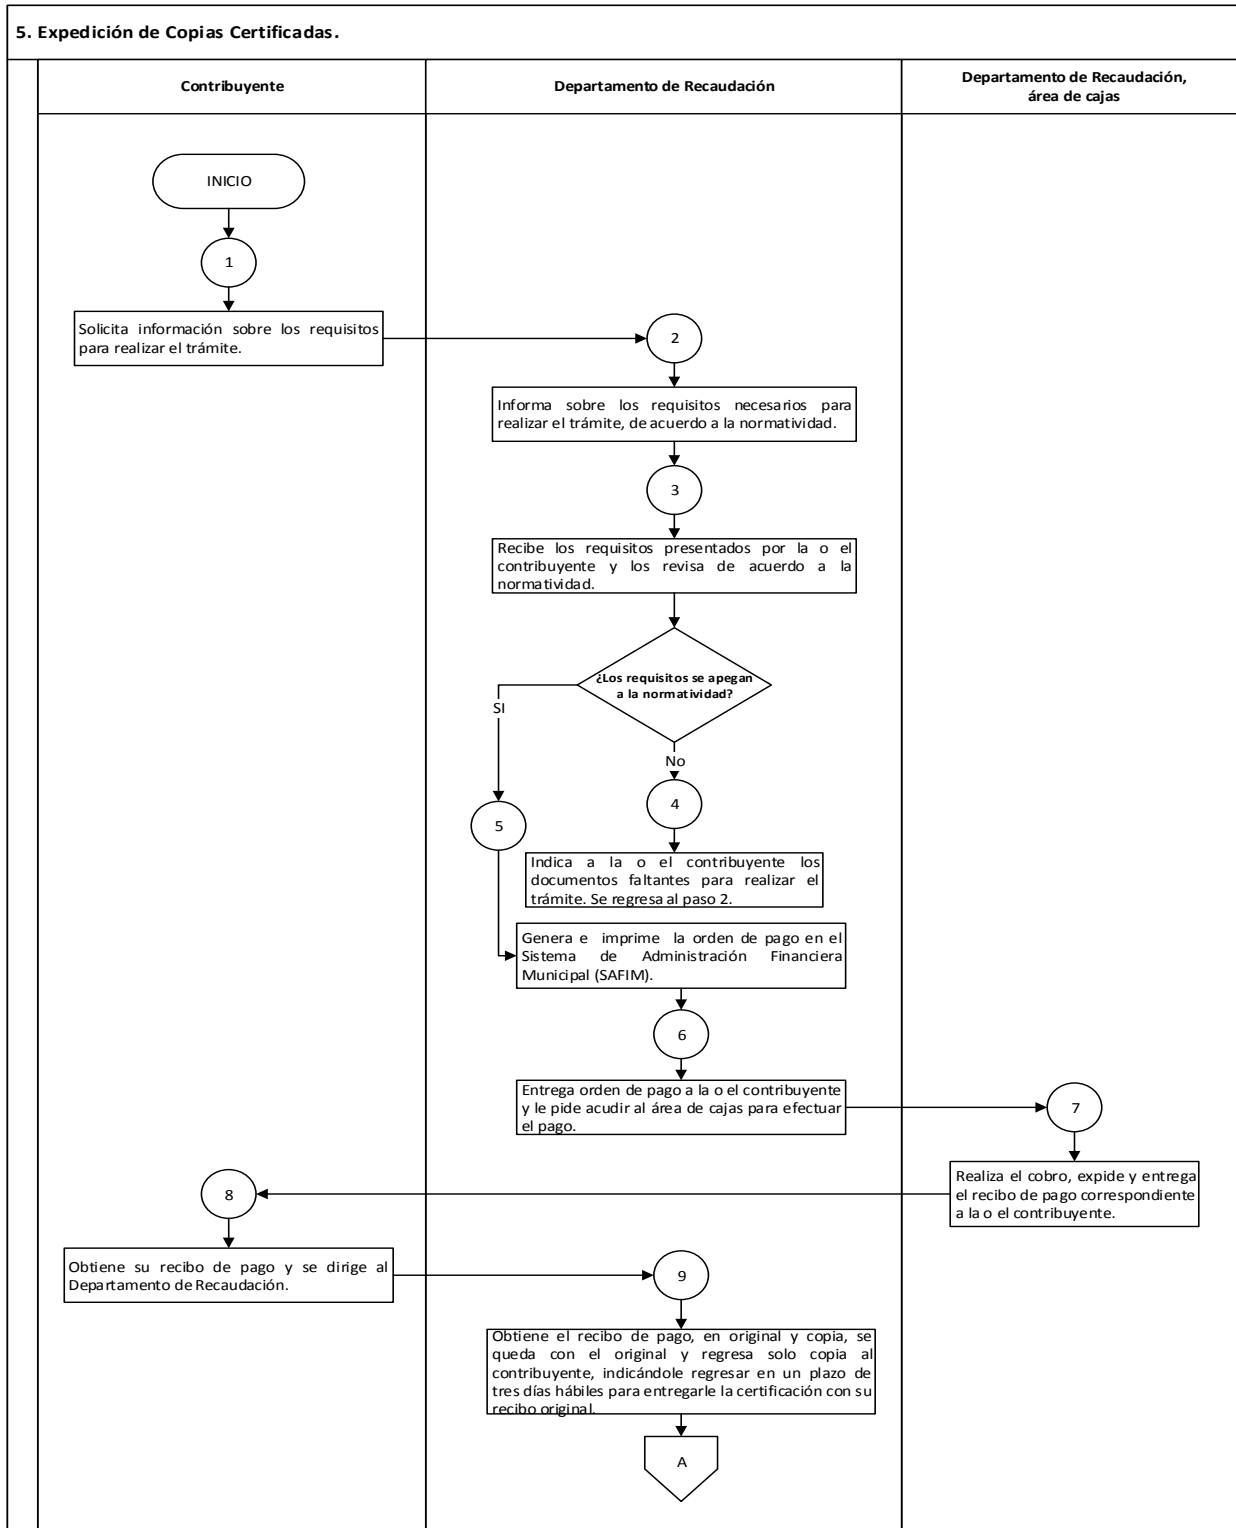 5. Expedición de Copias Certificadas.
Contribuyente
Departamento de Recaudación
Departamento de Recaudación,
área de cajas
INICIO
1
Solicita información sobre los requisitos
para realizar el trámite.
2
Informa sobre los requisitos necesarios para
realizar el trámite, de acuerdo a la normatividad.
3
Recibe los requisitos presentados por la o el
contribuyente y los revisa de acuerdo a la
normatividad.
¿Los requisitos se apegan
a la normatividad?
SI
No
4
5
Indica a la o el contribuyente los
documentos faltantes para realizar el
trámite. Se regresa al paso 2.
Genera e imprime la orden de pago en el
Sistema de Administración Financiera
Municipal (SAFIM).
6
Entrega orden de pago a la o el contribuyente
y le pide acudir al área de cajas para efectuar
el pago.
7
Realiza el cobro, expide y entrega
el recibo de pago correspondiente
a la o el contribuyente.
8
Obtiene su recibo de pago y se dirige al
Departamento de Recaudación.
9
Obtiene el recibo de pago, en original y copia, se
queda con el original y regresa solo copia al
contribuyente, indicándole regresar en un plazo de
tres días hábiles para entregarle la certificación con su
recibo original.
A